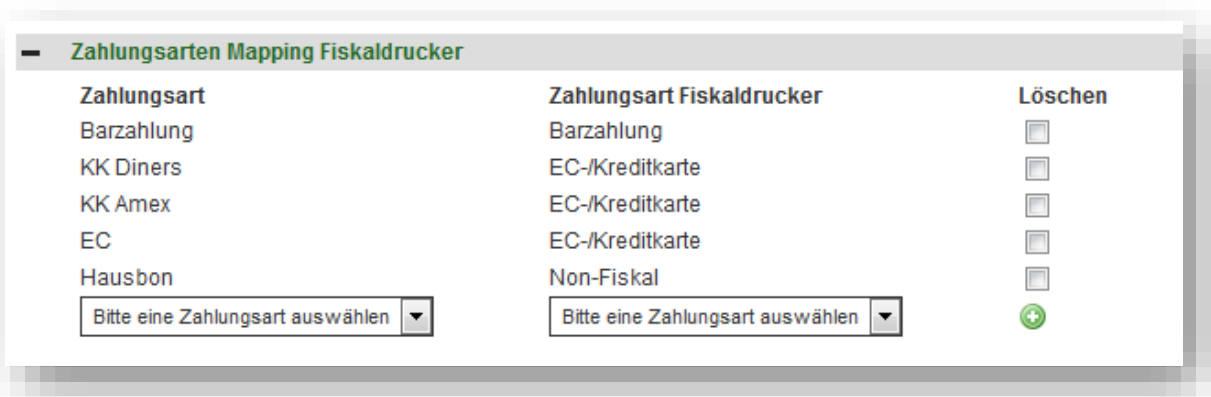 Zahlungsarten Mapping Fiskaldrucker
Zahlungsart Zahlungsart Fiskaldrucker Löschen
Barzahlung Barzahlung
KK Diners EC-/Kreditkarte
KK Amex EC-/Kreditkarte
EC EC-/Kreditkarte
Hausbon Non-Fiskal
Bitte eine Zahlungsart auswählen Bitte eine Zahlungsart auswählen